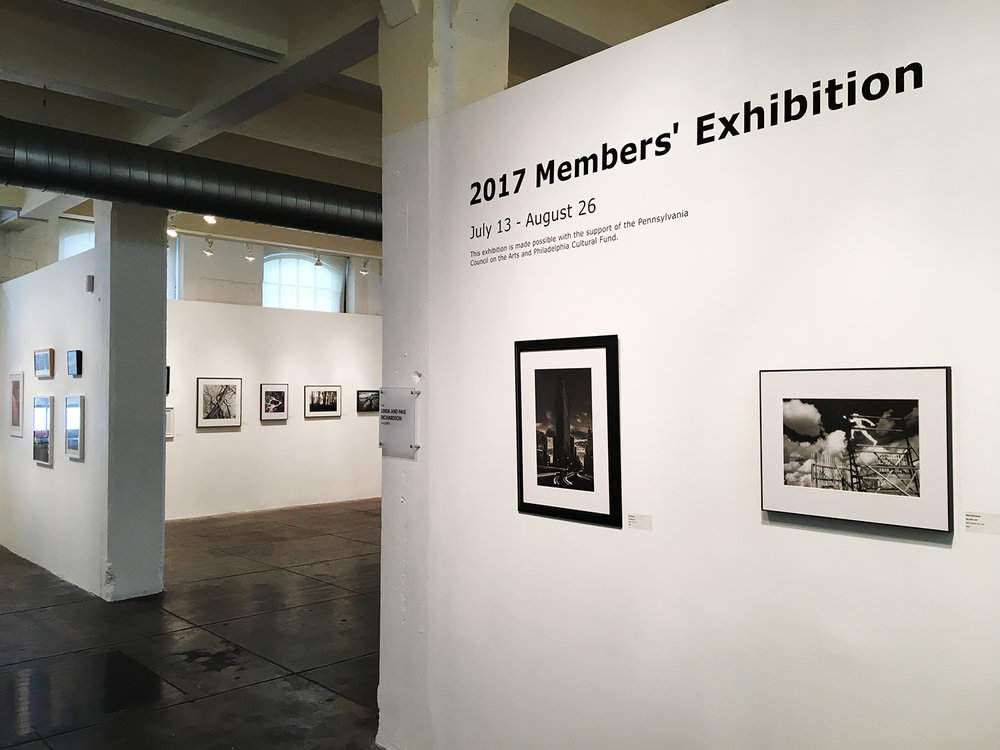 2017 Members' Exhibition
July 13 - August 26
This exhibition is made possible with the support of the Pennsylvania
Council on the Arts and Philadelphia Cultural Fund.
LINDA AND PAUL
RICHARDSON